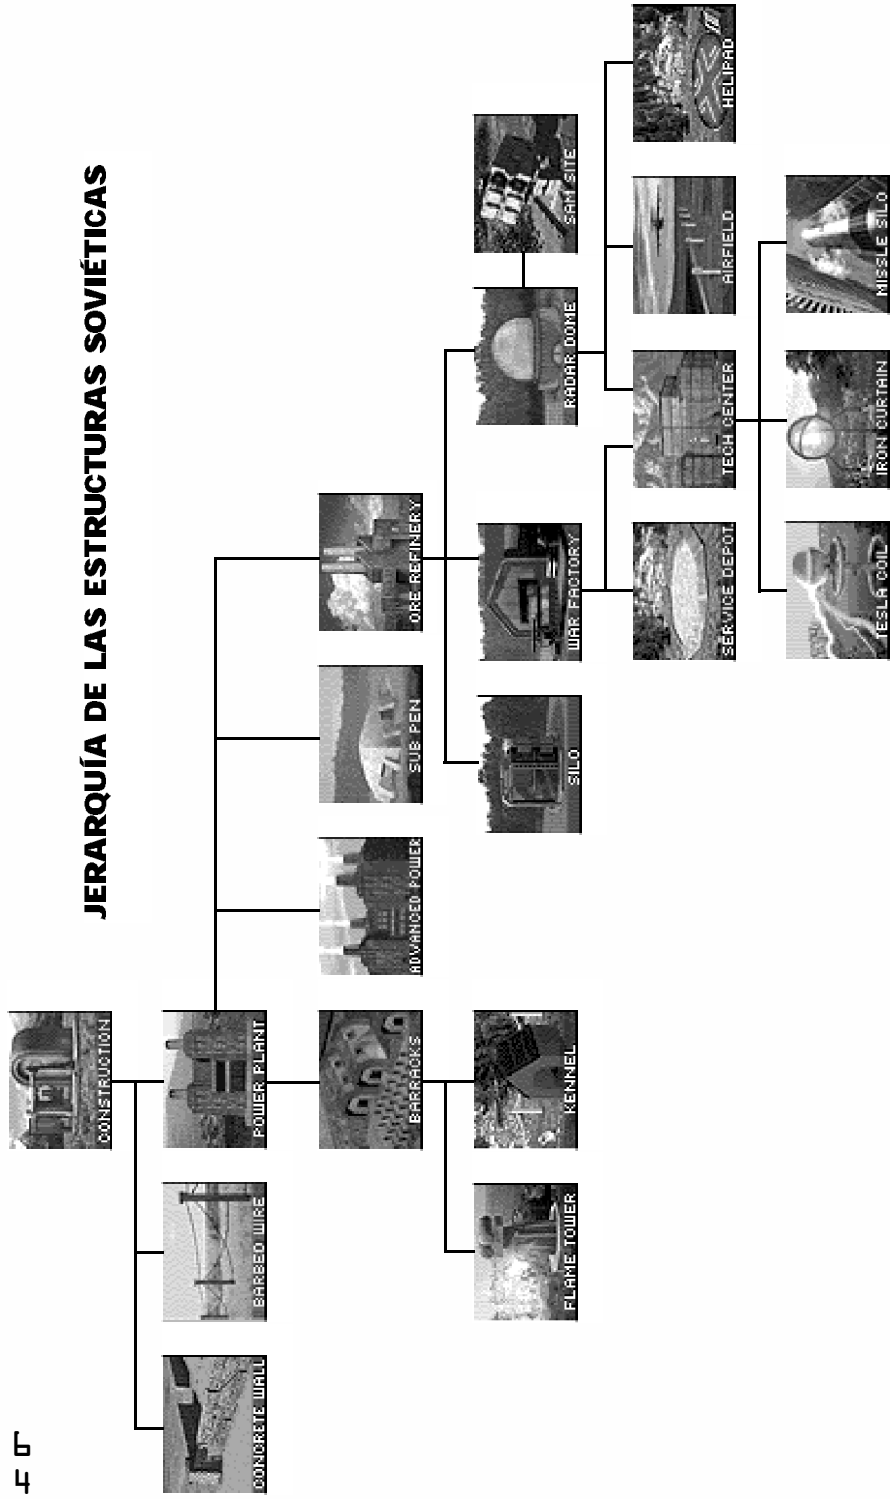 46
JERARQUÍA DE LAS ESTRUCTURAS SOVIÉTICAS
CONSTRUCTION
CONCRETE WALL
BARBED WIRE
POWER PLANT
BARRACKS
ADVANCED POWER
SUB PEN
ORE REFINERY
FLAME TOWER
KENNEL
SILO
WAR FACTORY
RADAR DOME
SAM SITE
SERVICE DEPOT
TECH CENTER
AIRFIELD
HELIPAD
TESLA COIL
IRON CURTAIN
MISSLE SILO